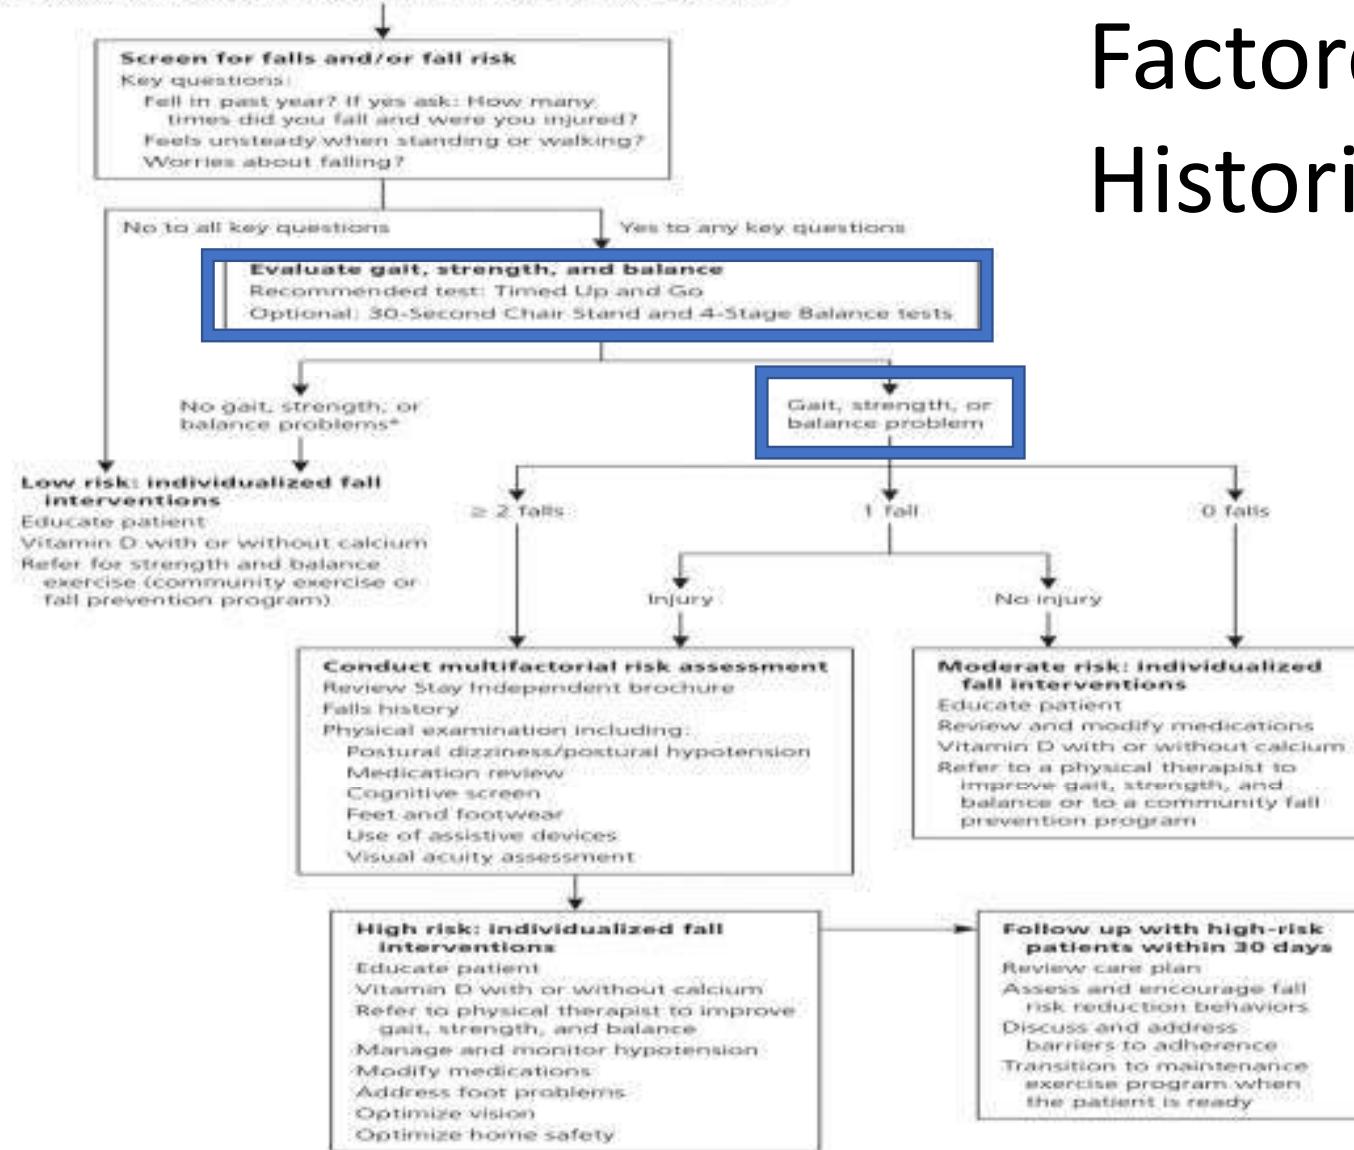 Factor
Histori
Screen for falls and/or fall risk
Key questions:
Fell in past year? If yes ask: How many
times did you fall and were you injured?
Feels unsteady when standing or walking?
Worries about falling?
No to all key questions
Yes to any key questions
Evaluate gait, strength, and balance
Recommended test: Timed Up and Go
Optional: 30-Second Chair Stand and 4-Stage Balance tests
No gait, strength, or
balance problems*
Gait, strength, or
balance problem
Low risk: individualized fall
interventions
Educate patient
Vitamin D with or without calcium
Refer for strength and balance
exercise (community exercise or
fall prevention program)
≥ 2 falls
1 fall
0 falls
Injury
No injury
Conduct multifactorial risk assessment
Review Stay Independent brochure
Falls history
Physical examination including:
Postural dizziness/postural hypotension
Medication review
Cognitive screen
Feet and footwear
Use of assistive devices
Visual acuity assessment
Moderate risk: individualized
fall interventions
Educate patient
Review and modify medications
Vitamin D with or without calcium
Refer to a physical therapist to
improve gait, strength, and
balance or to a community fall
prevention program
High risk: individualized fall
interventions
Educate patient
Vitamin D with or without calcium
Refer to physical therapist to improve
gait, strength, and balance
Manage and monitor hypotension
Modify medications
Address foot problems
Optimize vision
Optimize home safety
Follow up with high-risk
patients within 30 days
Review care plan
Assess and encourage fall
risk reduction behaviors
Discuss and address
barriers to adherence
Transition to maintenance
exercise program when
the patient is ready